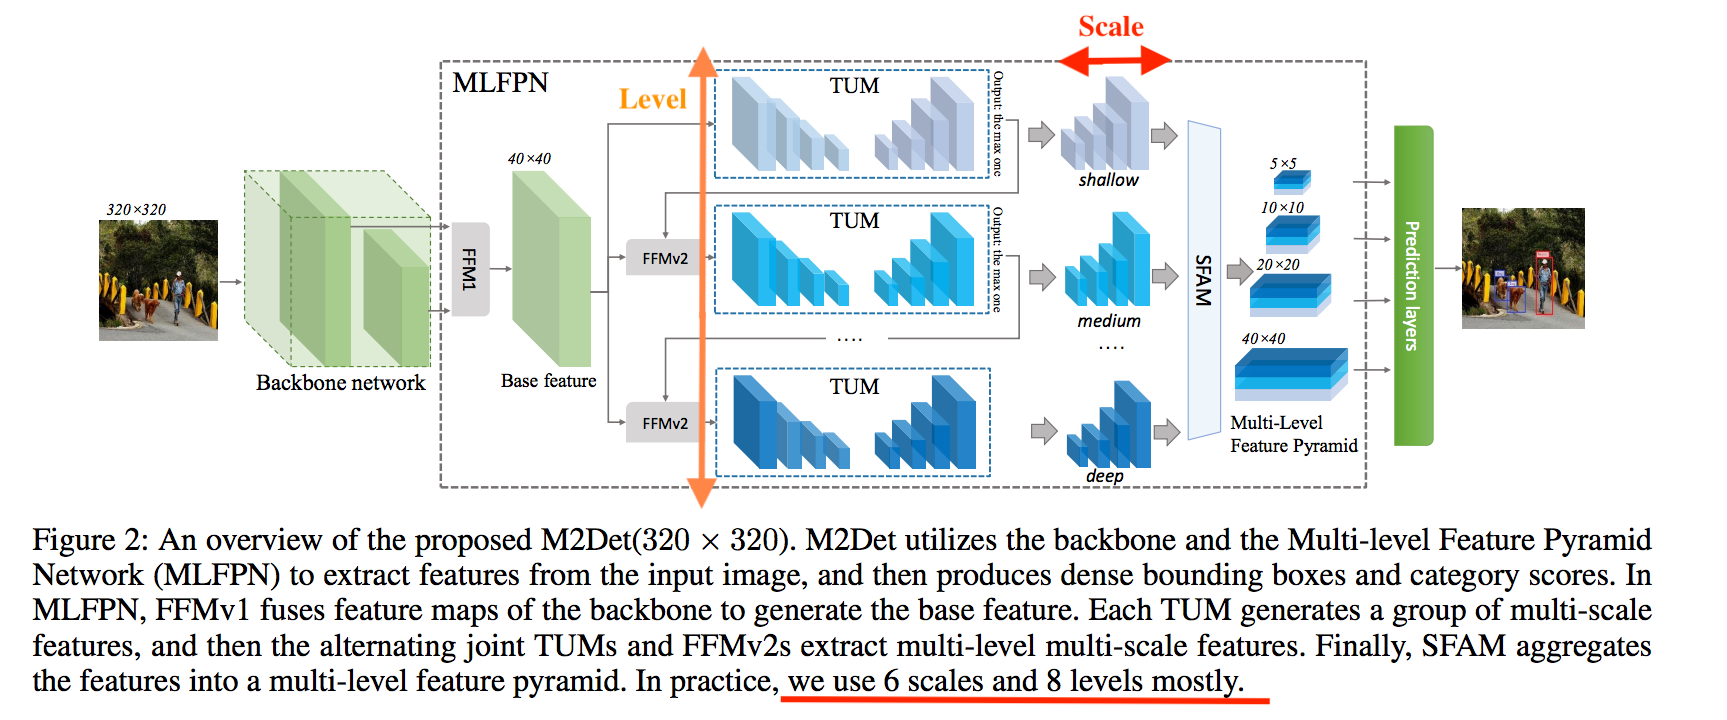 Scale
MLFPN
Level
TUM
Output: the max one
40×40
shallow
5×5
320×320
10×10
TUM
Output: the max one
FFM1
FFMv2
SFAM
20×20
Prediction layers
medium
....
....
40×40
Backbone network
Base feature
TUM
FFMv2
Multi-Level
Feature Pyramid
deep
Figure 2: An overview of the proposed M2Det(320 × 320). M2Det utilizes the backbone and the Multi-level Feature Pyramid
Network (MLFPN) to extract features from the input image, and then produces dense bounding boxes and category scores. In
MLFPN, FFMv1 fuses feature maps of the backbone to generate the base feature. Each TUM generates a group of multi-scale
features, and then the alternating joint TUMs and FFMv2s extract multi-level multi-scale features. Finally, SFAM aggregates
the features into a multi-level feature pyramid. In practice, we use 6 scales and 8 levels mostly.